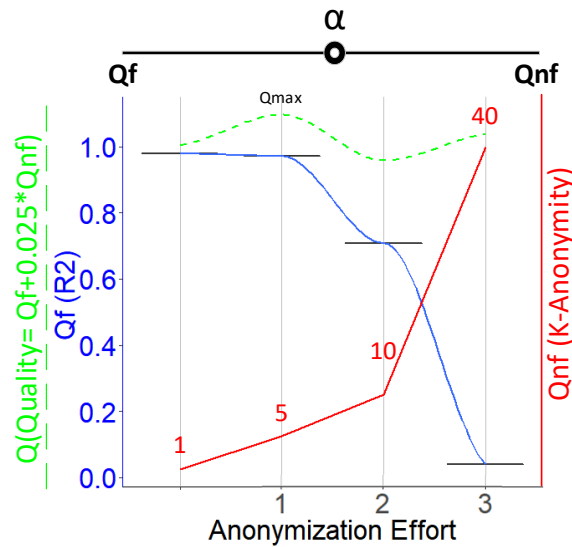 α
Qf
Qnf
Q(Quality= Qf+0.025*Qnf)
Qf (R2)
1.0
0.8
0.6
0.4
0.2
0.0
Qmax
1
5
10
40
Qnf (K-Anonymity)
1
2
3
Anonymization Effort